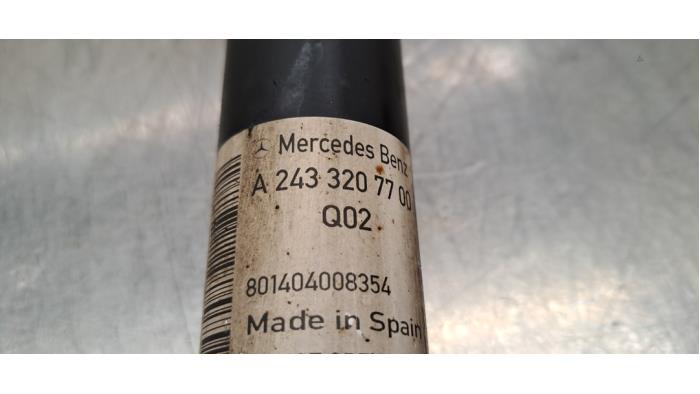 Mercedes Benz
A 243 320 77 00
Q02
801404008354
Made in Spain